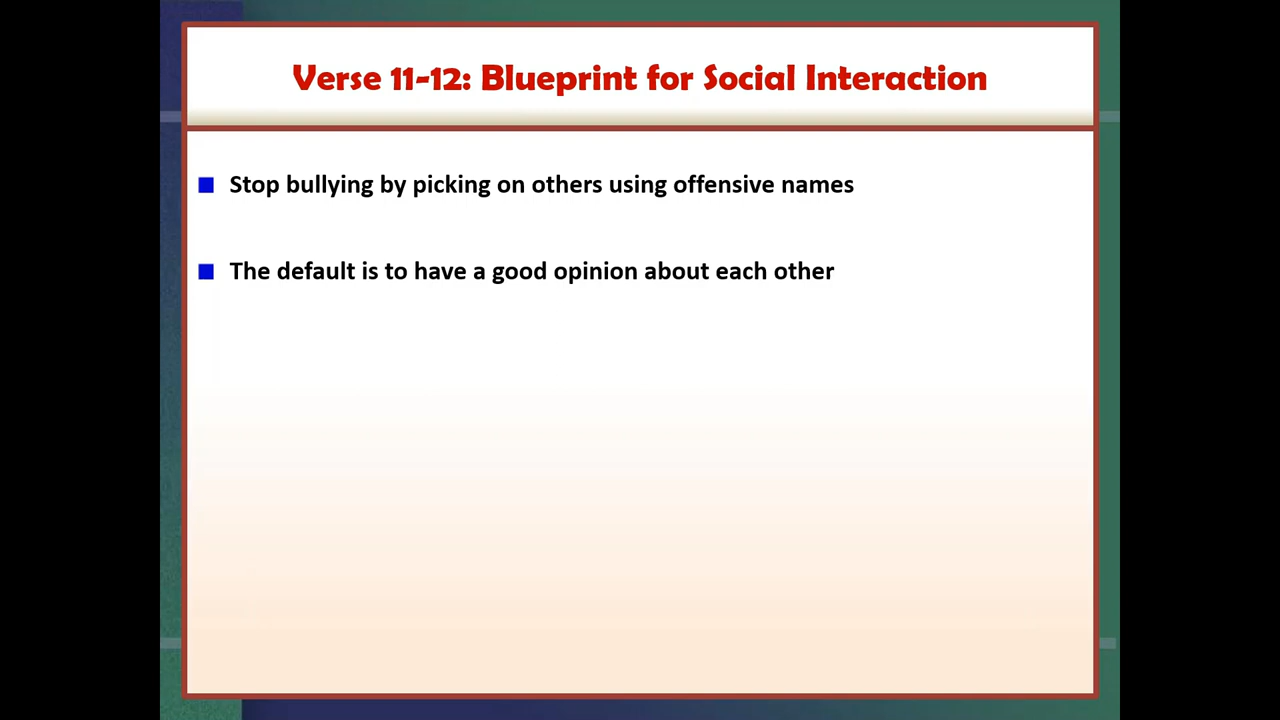 Verse 11-12: Blueprint for Social Interaction
Stop bullying by picking on others using offensive names
The default is to have a good opinion about each other